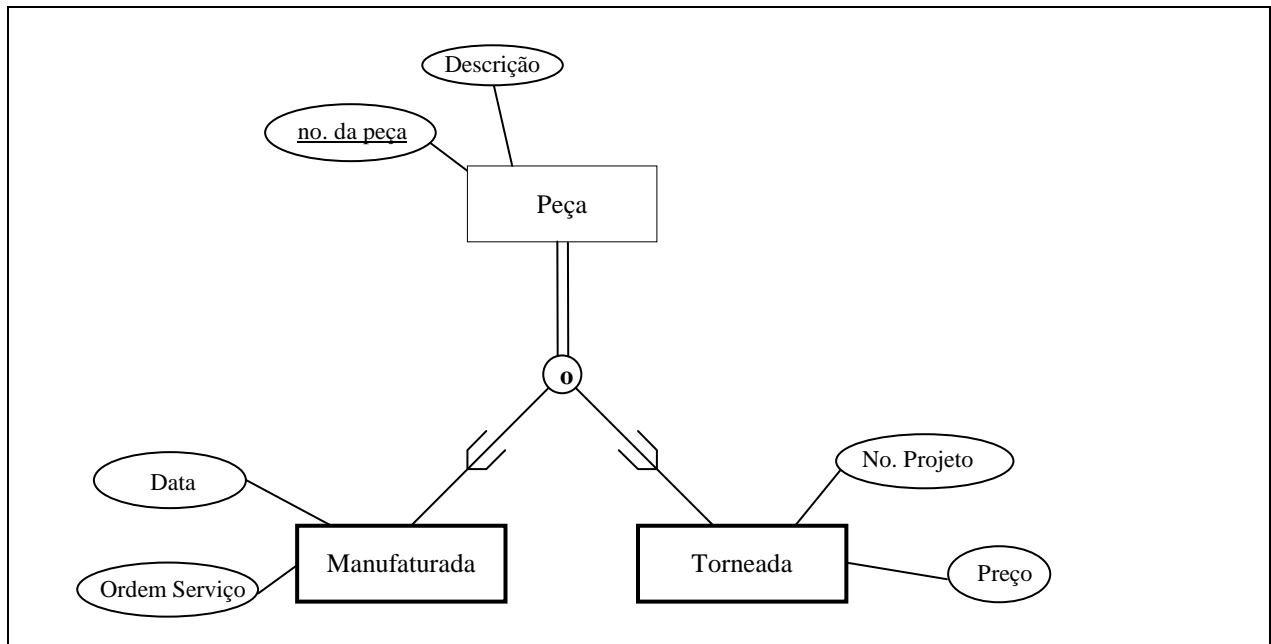 Descrição
no. da peça
Peça
o
No. Projeto
Data
Manufaturada
Torneada
Ordem Serviço
Preço